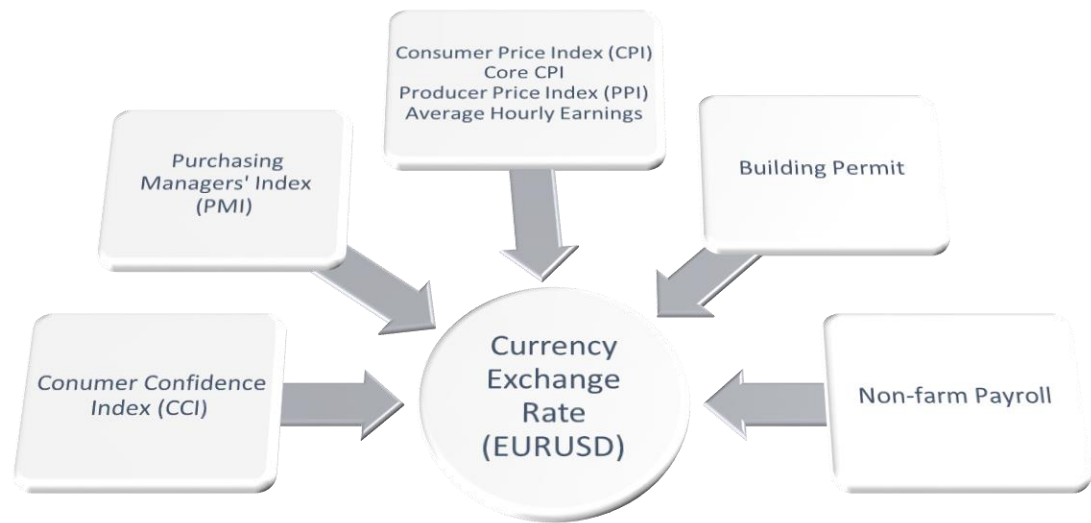 Consumer Price Index (CPI)
Core CPI
Producer Price Index (PPI)
Average Hourly Earnings
Purchasing
Managers' Index
(PMI)
Building Permit
Conumer Confidence
Index (CCI)
Currency
Exchange
Rate
(EURUSD)
Non-farm Payroll